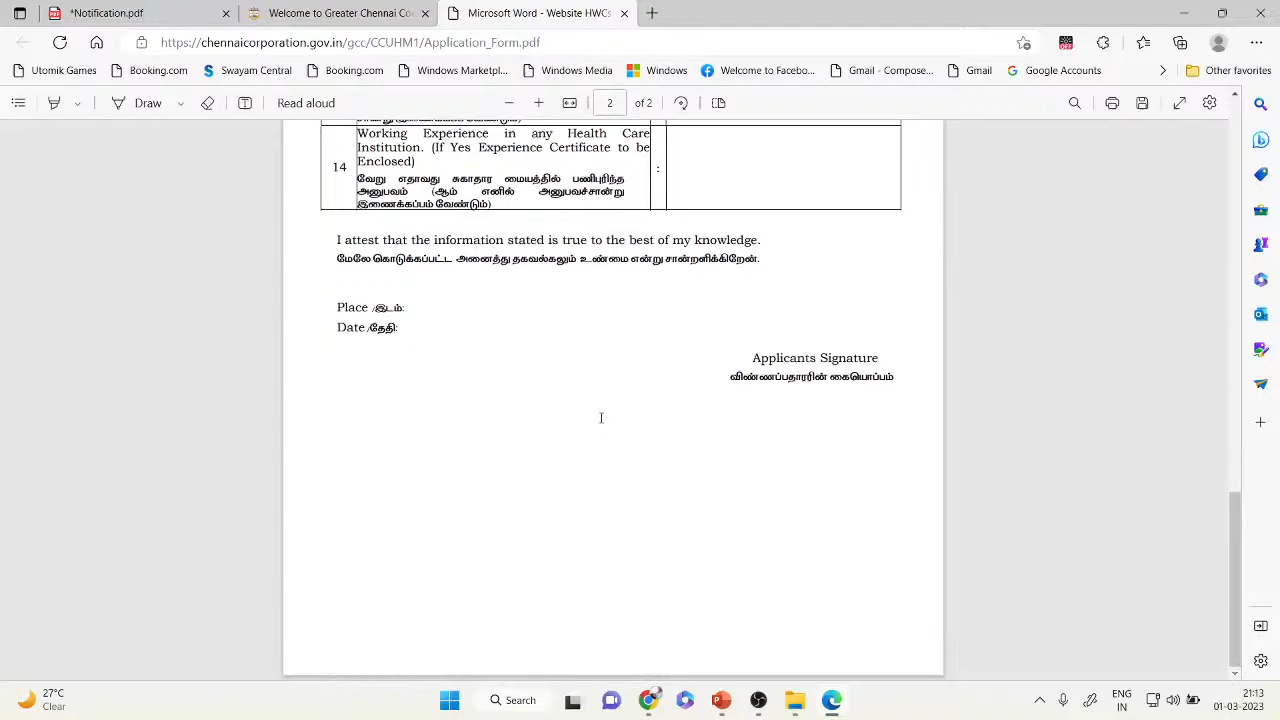 *Notification.pdf
Welcome to Greater Chennai Co
Microsoft Word - Website HWCs
https://chennaicorporation.gov.in/gcc/CCUHM1/Application_Form.pdf
Utomik Games
Booking.com
Swayam Central
Booking.com
Windows Marketpl...
Windows Media
Windows
Welcome to Facebo...
Gmail - Compose...
Gmail
Google Accounts
Other favorites
Draw
Read aloud
2 of 2
Working Experience in any Health Care
Institution. (If Yes Experience Certificate to be
Enclosed)
14
:
வேறு எதாவது சுகாதார மையத்தில் பணிபுரிந்த
அனுபவம் (ஆம் எனில் அனுபவச்சான்று
இணைக்கப்பம் வேண்டும்)
I attest that the information stated is true to the best of my knowledge.
மேலே கொடுக்கப்பட்ட அனைத்து தகவல்கலும் உண்மை என்று சான்றளிக்கிறேன்.
Place /இடம்:
Date /தேதி:
Applicants Signature
விண்ணப்பதாரரின் கையொப்பம்
27°C
Clear
Search
ENG
IN
21:13
01-03-2023